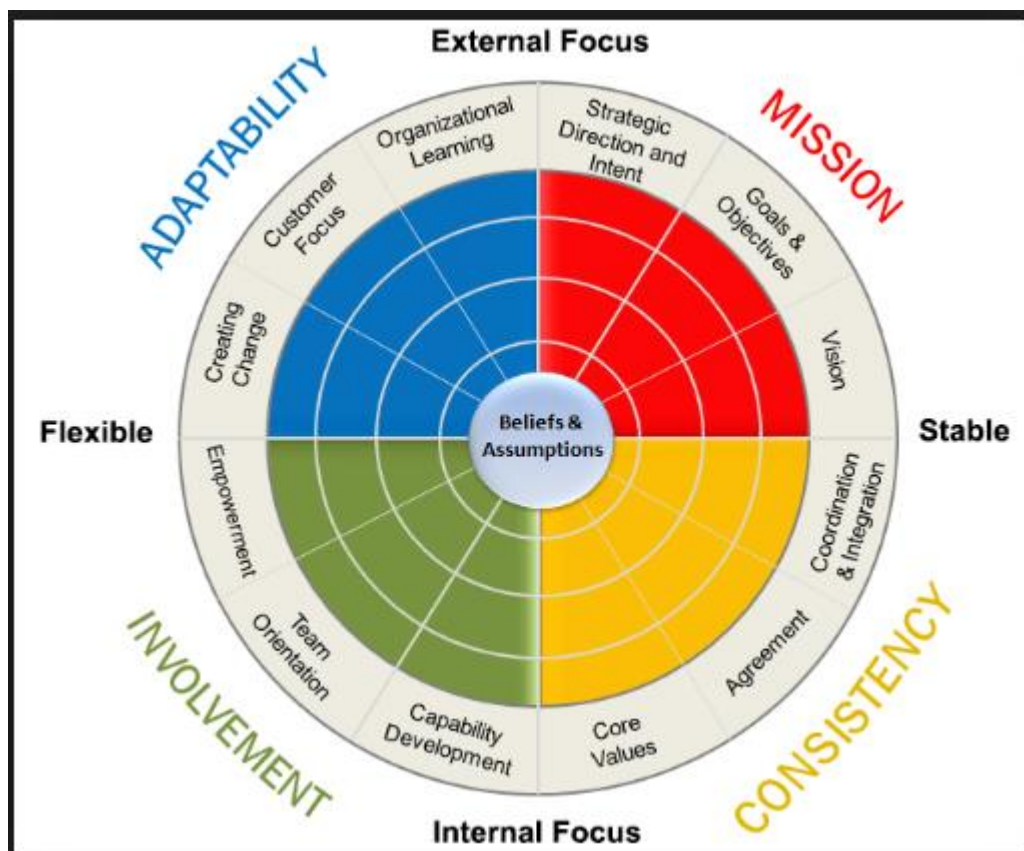 External Focus
ADAPTABILITY
MISSION
Organizational
Learning
Strategic
Direction and
Intent
Customer
Focus
Goals &
Objectives
Creating
Change
Vision
Flexible
Beliefs &
Assumptions
Stable
Empowerment
Coordination
& Integration
Team
Orientation
Agreement
Capability
Development
Core
Values
INVOLVEMENT
CONSISTENCY
Internal Focus